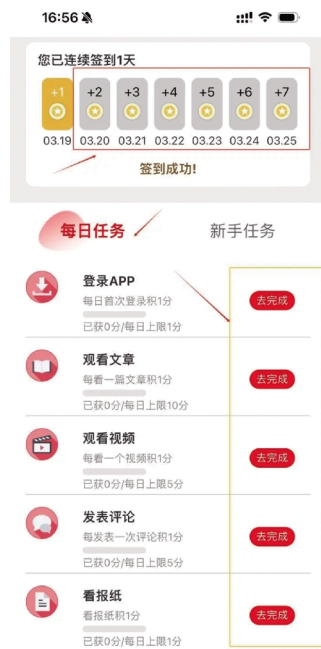 16:56
您已连续签到1天
+1 +2 +3 +4 +5 +6 +7
03.19 03.20 03.21 03.22 03.23 03.24 03.25
签到成功!
每日任务 新手任务
登录APP
每日首次登录积1分
去完成
已获0分/每日上限1分
观看文章
每看一篇文章积1分
去完成
已获0分/每日上限10分
观看视频
每看一个视频积1分
去完成
已获0分/每日上限5分
发表评论
每发表一次评论积1分
去完成
已获0分/每日上限5分
看报纸
看报纸积1分
去完成
已获0分/每日上限1分